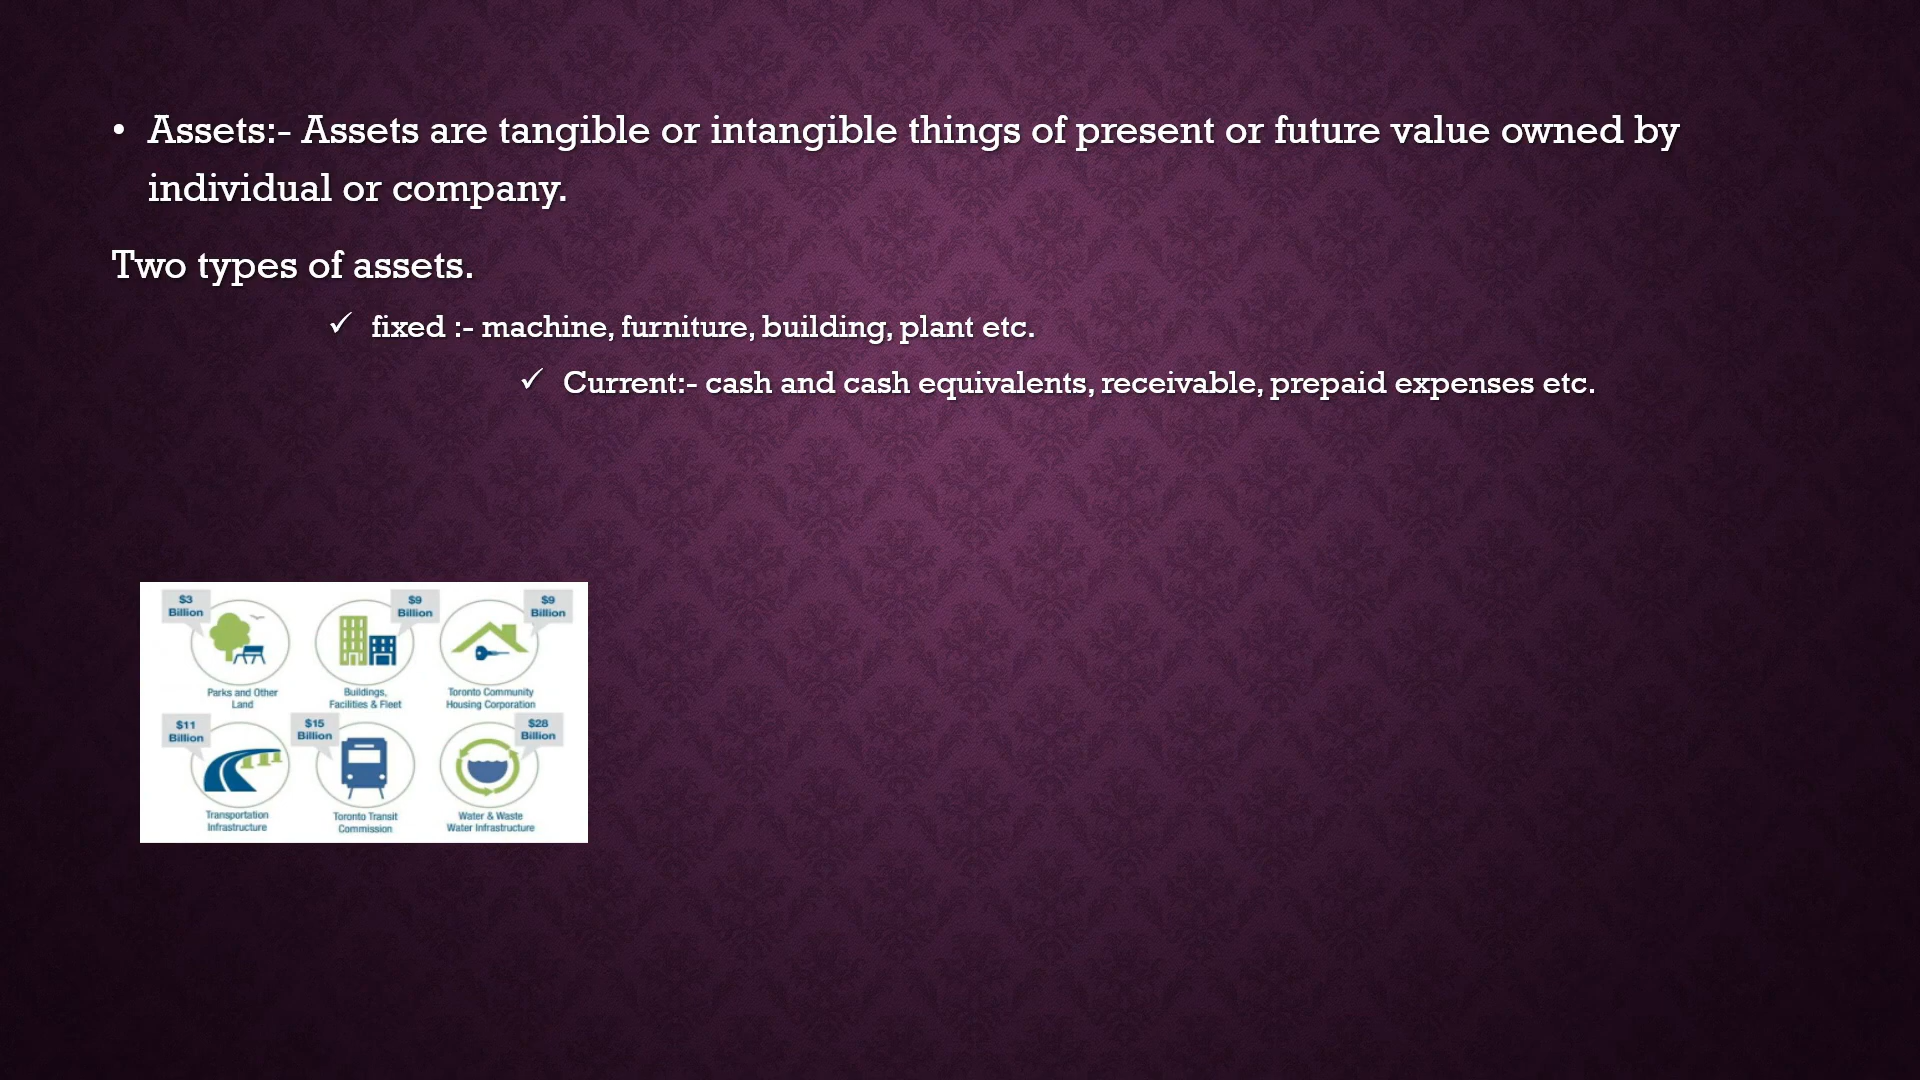 • Assets:- Assets are tangible or intangible things of present or future value owned by
individual or company.
Two types of assets.
✓ fixed :- machine, furniture, building, plant etc.
✓ Current:- cash and cash equivalents, receivable, prepaid expenses etc.
$3
Billion
$9
Billion
$9
Billion
Parks and Other
Land
Buildings,
Facilities & Fleet
Toronto Community
Housing Corporation
$11
Billion
$15
Billion
$28
Billion
Transportation
Infrastructure
Toronto Transit
Commission
Water & Waste
Water Infrastructure